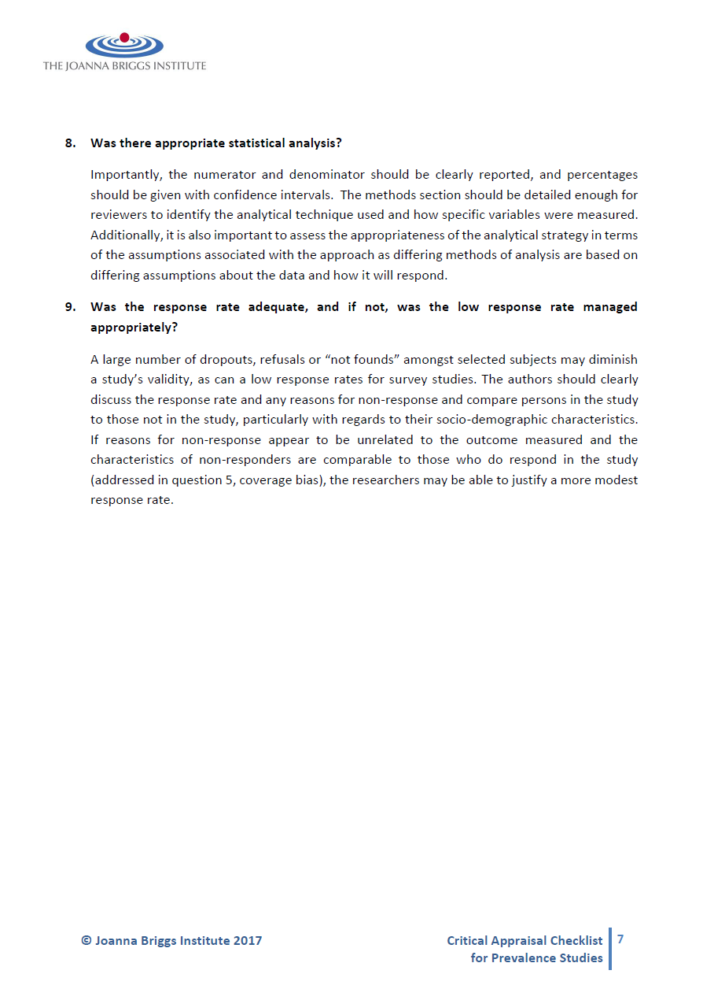 THE JOANNA BRIGGS INSTITUTE
8. Was there appropriate statistical analysis?
Importantly, the numerator and denominator should be clearly reported, and percentages
should be given with confidence intervals.  The methods section should be detailed enough for
reviewers to identify the analytical technique used and how specific variables were measured.
Additionally, it is also important to assess the appropriateness of the analytical strategy in terms
of the assumptions associated with the approach as differing methods of analysis are based on
differing assumptions about the data and how it will respond.
9. Was the response rate adequate, and if not, was the low response rate managed
appropriately?
A large number of dropouts, refusals or “not founds” amongst selected subjects may diminish
a study’s validity, as can a low response rates for survey studies. The authors should clearly
discuss the response rate and any reasons for non-response and compare persons in the study
to those not in the study, particularly with regards to their socio-demographic characteristics.
If reasons for non-response appear to be unrelated to the outcome measured and the
characteristics of non-responders are comparable to those who do respond in the study
(addressed in question 5, coverage bias), the researchers may be able to justify a more modest
response rate.
© Joanna Briggs Institute 2017
Critical Appraisal Checklist
for Prevalence Studies
7